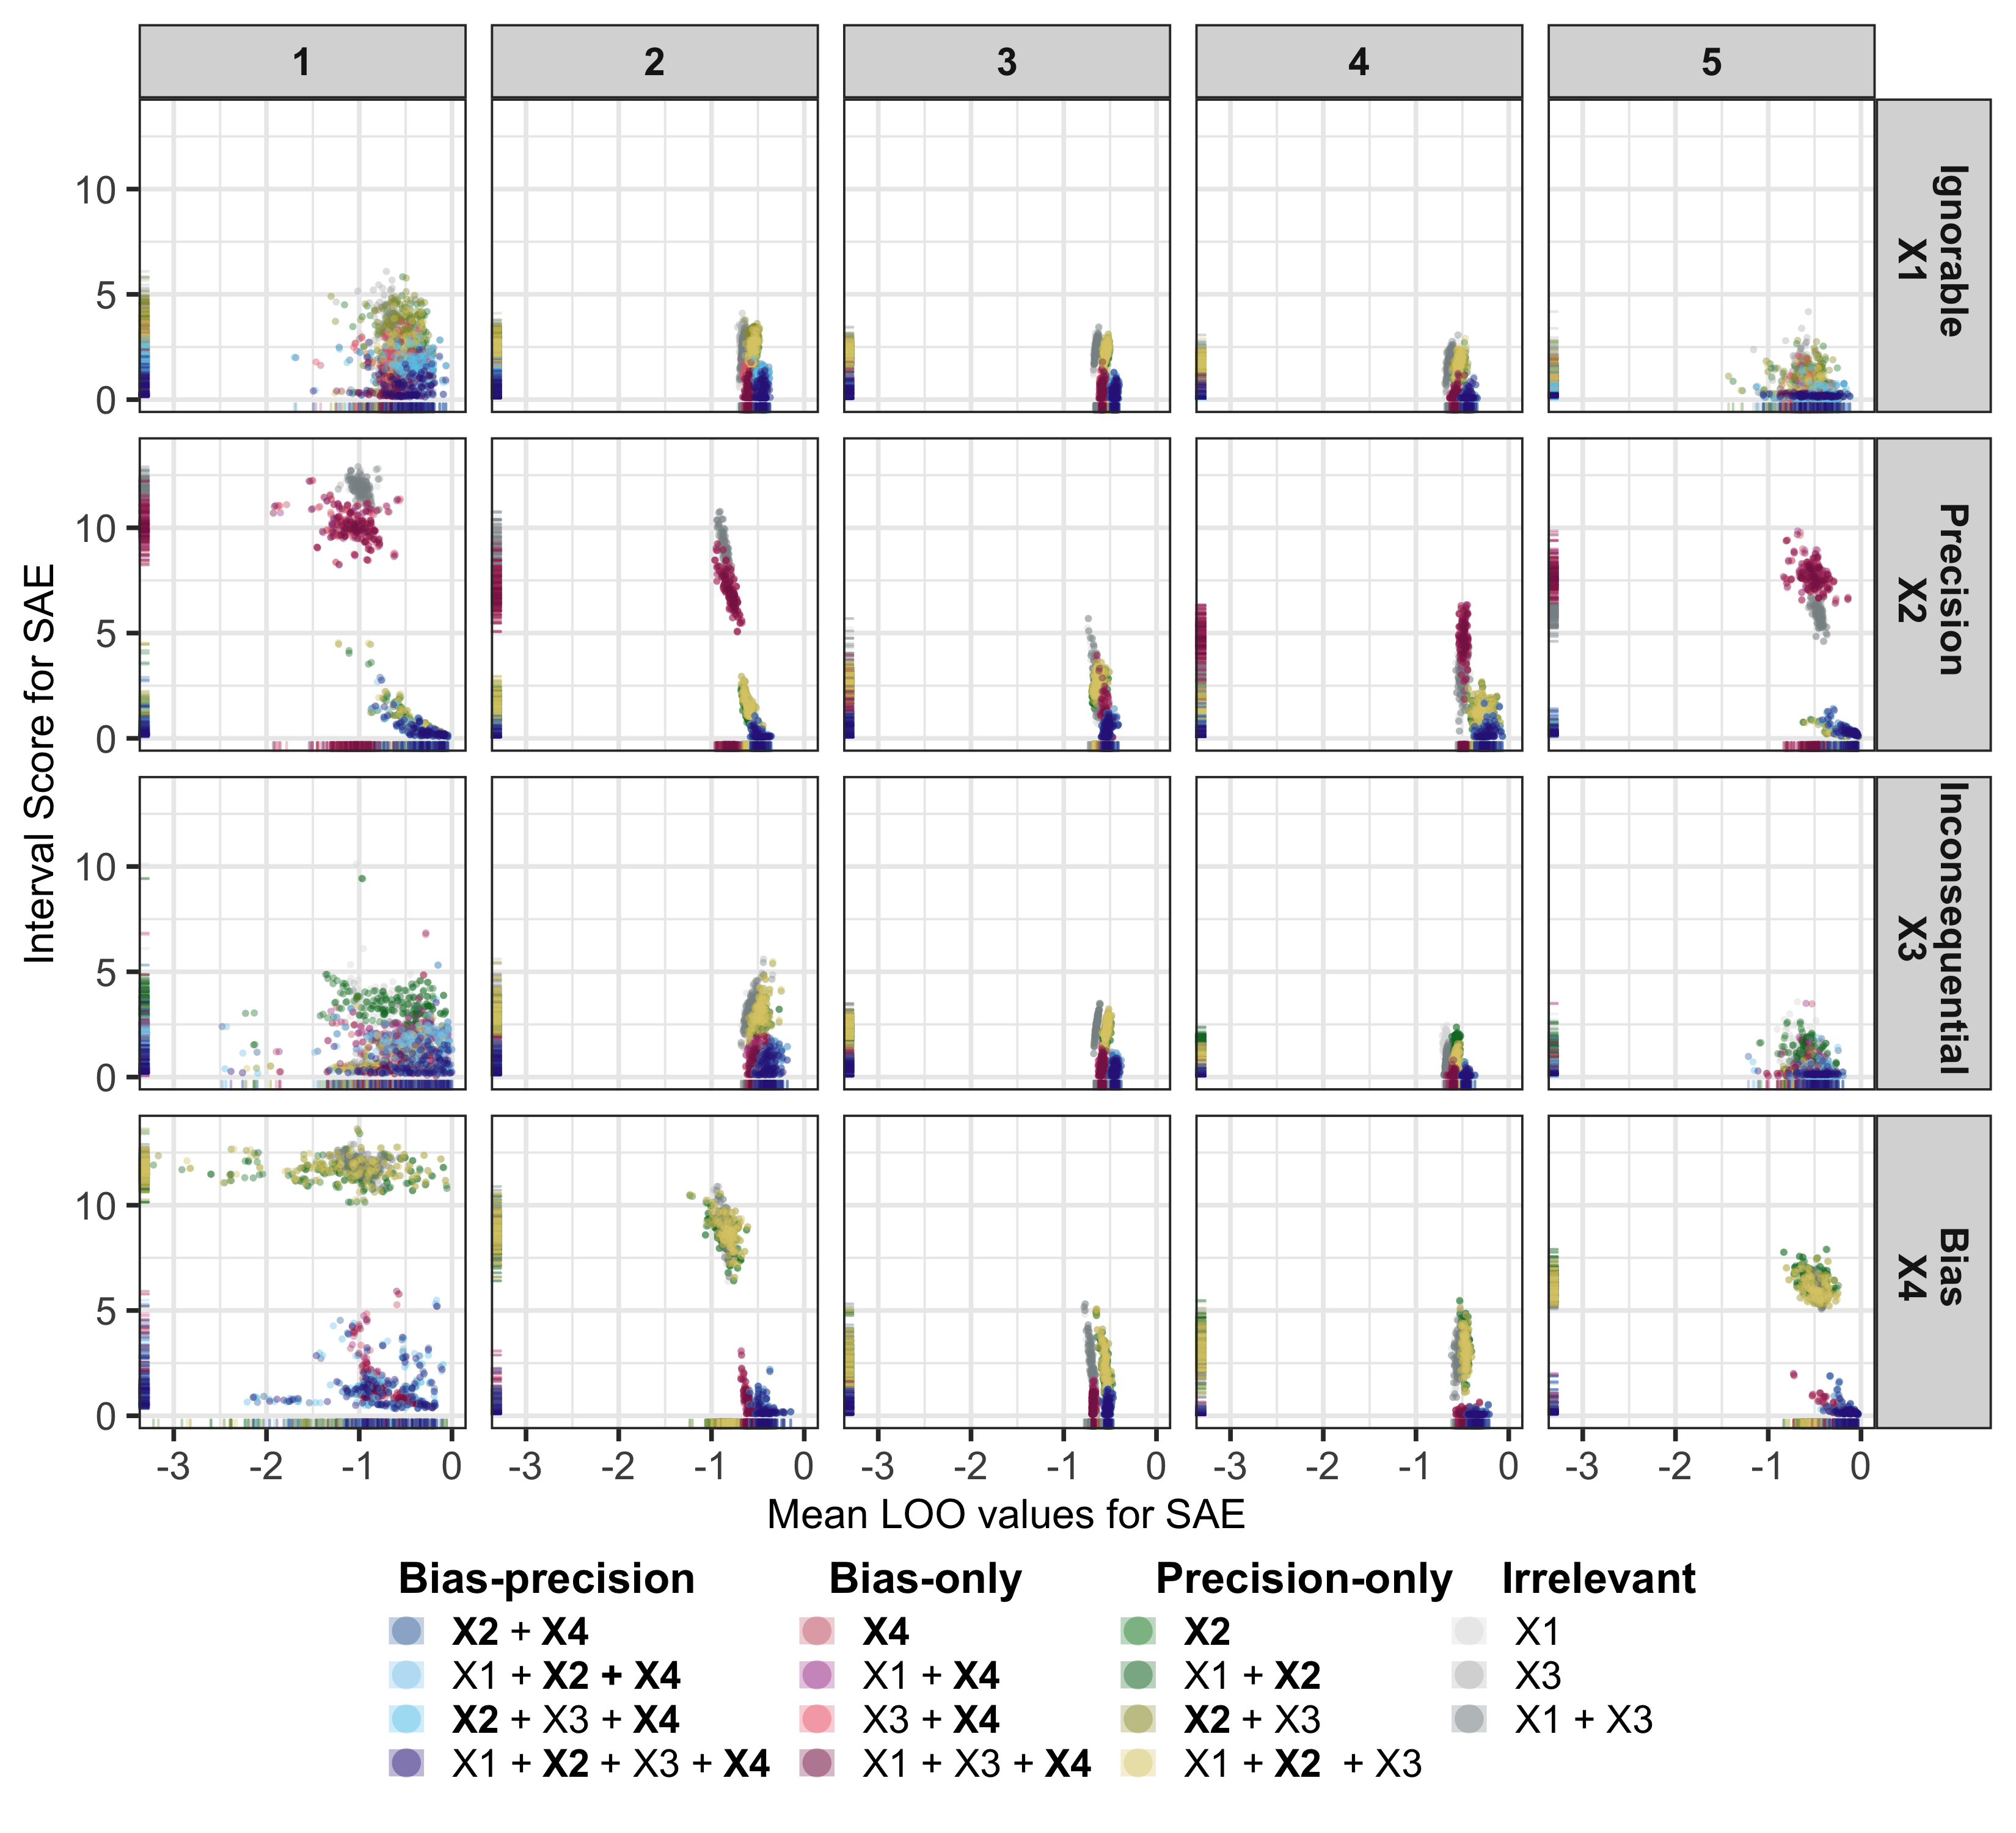 1 2 3 4 5
Interval Score for SAE
10
5
0
Ignorable
X1
10
5
0
Precision
X2
10
5
0
Inconsequential
X3
10
5
0
Bias
X4
-3 -2 -1 0 -3 -2 -1 0 -3 -2 -1 0 -3 -2 -1 0 -3 -2 -1 0
Mean LOO values for SAE
Bias-precision Bias-only Precision-only Irrelevant
X2 + X4 X4 X2 X1
X1 + X2 + X4 X1 + X4 X1 + X2 X3
X2 + X3 + X4 X3 + X4 X2 + X3 X1 + X3
X1 + X2 + X3 + X4 X1 + X3 + X4 X1 + X2 + X3